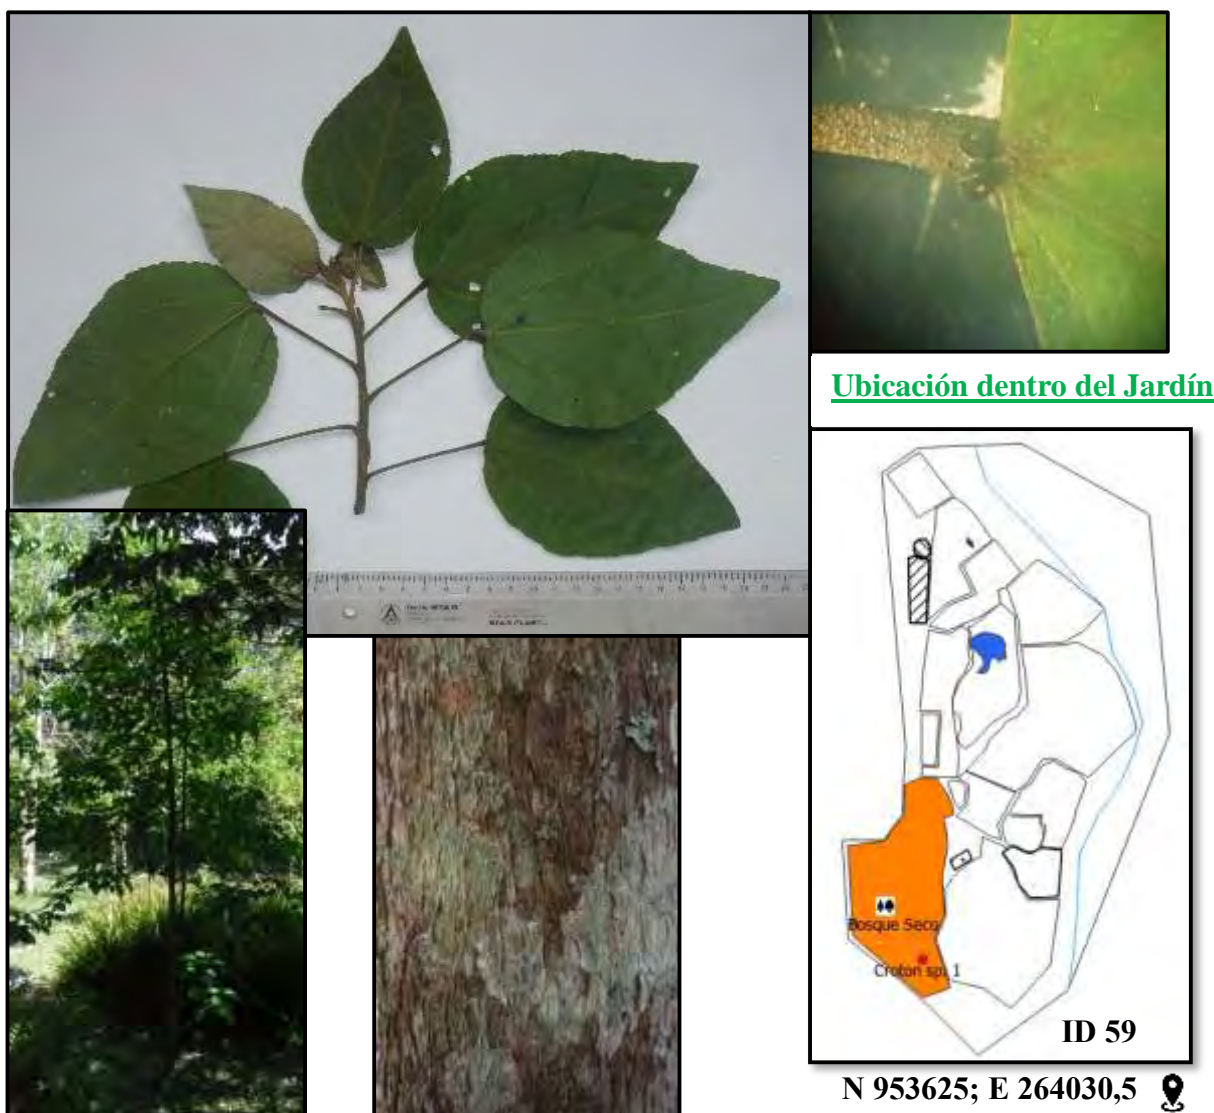 Ubicación dentro del Jardín
Bosque Seco
Croton sp. 1
ID 59
N 953625; E 264030,5